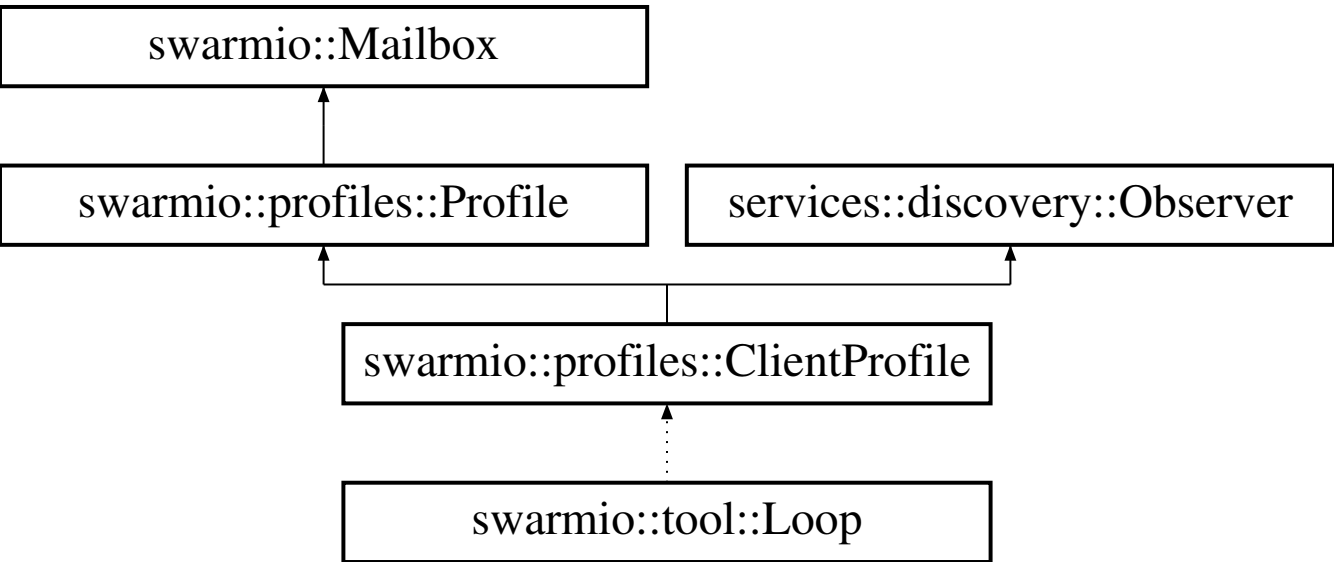 swarmio::Mailbox
swarmio::profiles::Profile
services::discovery::Observer
swarmio::profiles::ClientProfile
swarmio::tool::Loop